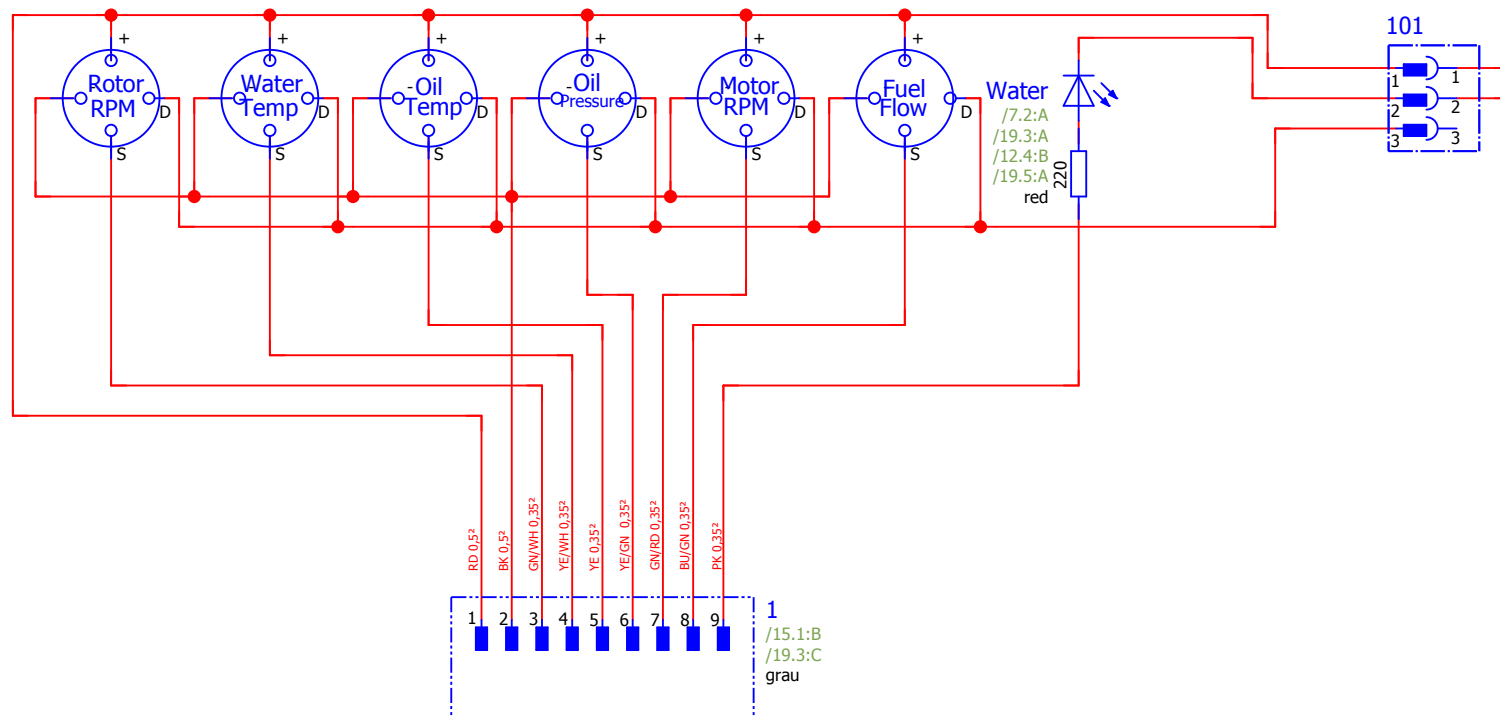 101
+
+
+
+
+
+
- Rotor
RPM
D
S
- Water
Temp
D
S
- Oil
Temp
D
S
- Oil
Pressure
D
S
- Motor
RPM
D
S
Fuel
Flow
D
S
Water
/7.2:A
/19.3:A
/12.4:B
/19.5:A
red
220
1 1
2 2
3 3
RD 0,5²
BK 0,5²
GN/WH 0,35²
YE/WH 0,35²
YE 0,35²
YE/GN 0,35²
GN/RD 0,35²
BU/GN 0,35²
PK 0,35²
1 2 3 4 5 6 7 8 9
1
/15.1:B
/19.3:C
grau